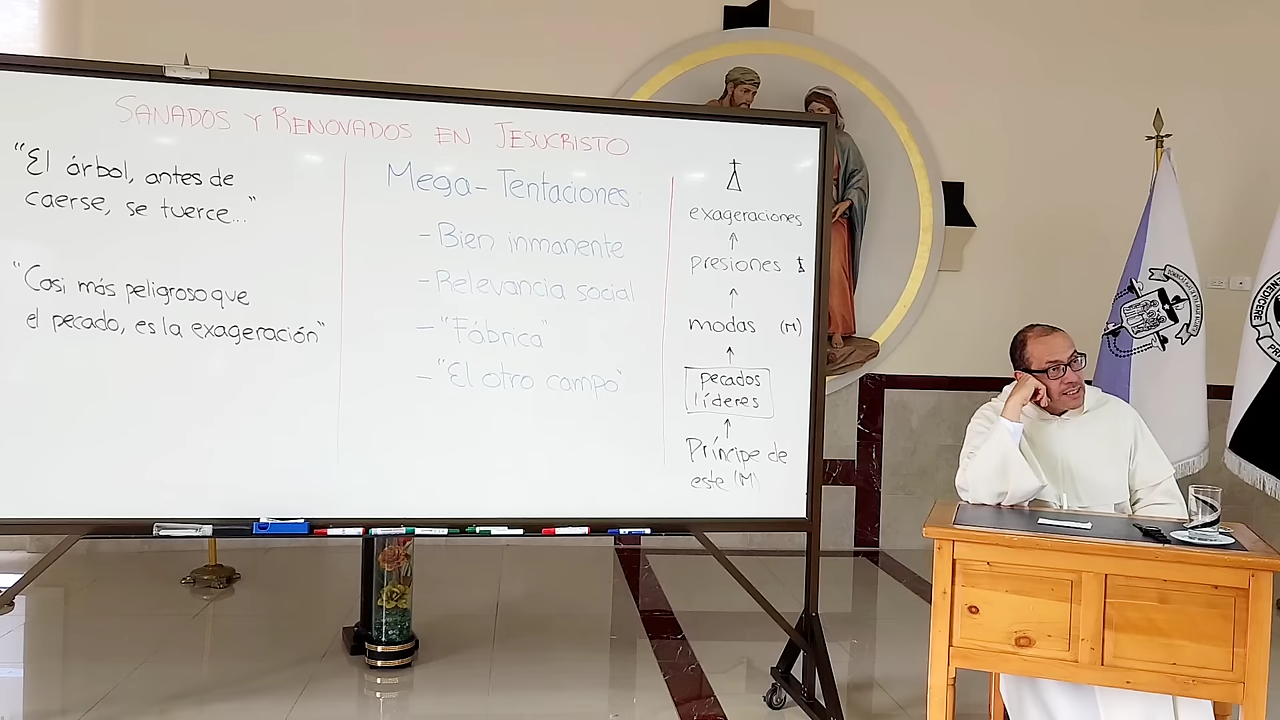 SANADOS Y RENOVADOS EN JESUCRISTO
"El árbol, antes de
caerse, se tuerce..."
"Casi más peligroso que
el pecado, es la exageración"
Mega-Tentaciones:
-Bien inmanente
-Relevancia social
-"Fábrica"
-"El otro campo"
exageraciones
↑
presiones
↑
modas (M)
↑
pecados
líderes
↑
Príncipe de
este (M)
BENEDICERE